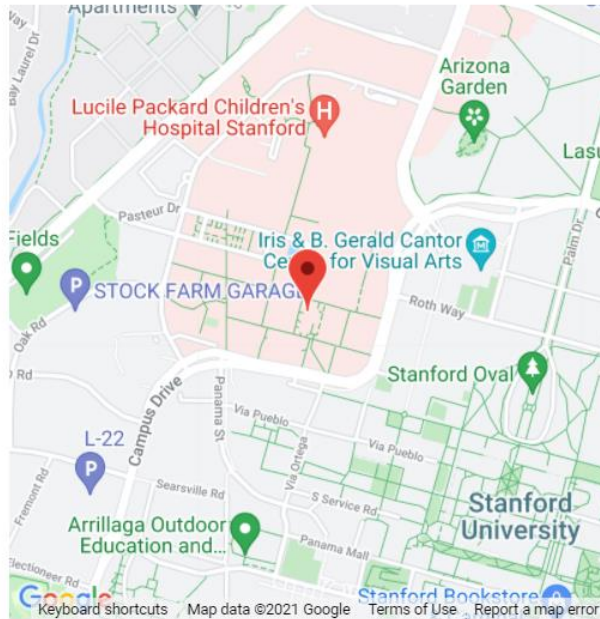 Apartments
Way
Bay Laurel Dr
Lucile Packard Children's
Hospital Stanford
H
Arizona
Garden
Lasu
Palm Dr
Pasteur Dr
Fields
Iris & B. Gerald Cantor
Center for Visual Arts
P
STOCK FARM GARAGE
Oak Rd
Roth Way
Stanford Oval
Campus Drive
Panama St
Via Pueblo
Via Pueblo
Via Ortega
L-22
P
Fremont Rd
Searsville Rd
S Service Rd
Stanford
University
Arrillaga Outdoor
Education and...
Panama Mall
Electioneer Rd
Google
Stanford Bookstore
Keyboard shortcuts Map data ©2021 Google Terms of Use Report a map error